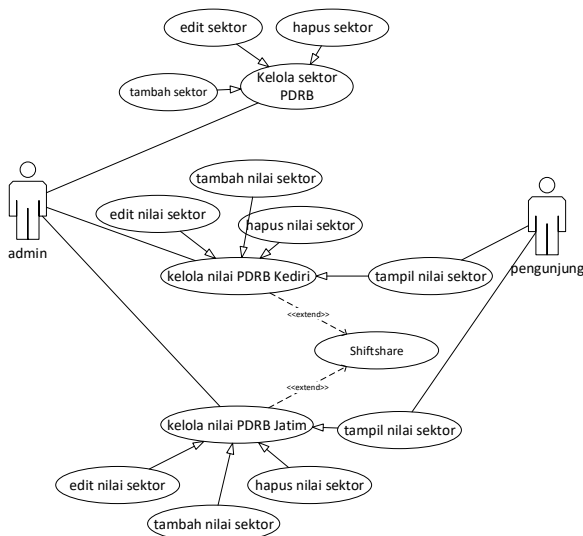 edit sektor
hapus sektor
Kelola sektor
PDRB
tambah sektor
tambah nilai sektor
edit nilai sektor
hapus nilai sektor
admin
pengunjung
kelola nilai PDRB Kediri
tampil nilai sektor
<<extend>>
Shiftshare
<<extend>>
kelola nilai PDRB Jatim
tampil nilai sektor
edit nilai sektor
hapus nilai sektor
tambah nilai sektor